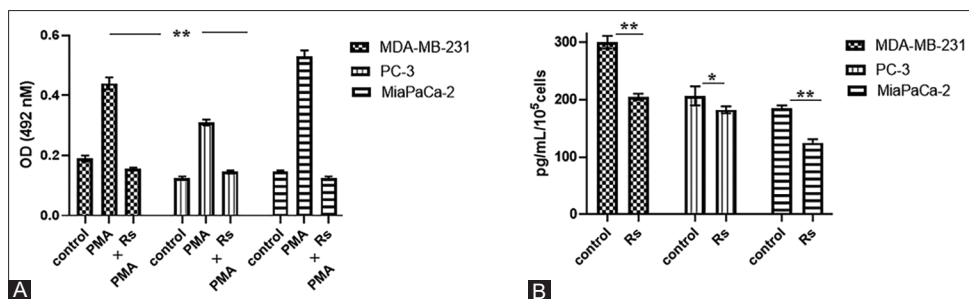 0.6
0.4
0.2
0.0
OD (492 nM)
**
MDA-MB-231
PC-3
MiaPaCa-2
control
PMA
Rs
+
PMA
control
PMA
Rs
+
PMA
control
PMA
Rs
+
PMA
A
300
200
100
0
pg/mL/10⁵cells
**
*
**
MDA-MB-231
PC-3
MiaPaCa-2
control
Rs
control
Rs
control
Rs
B